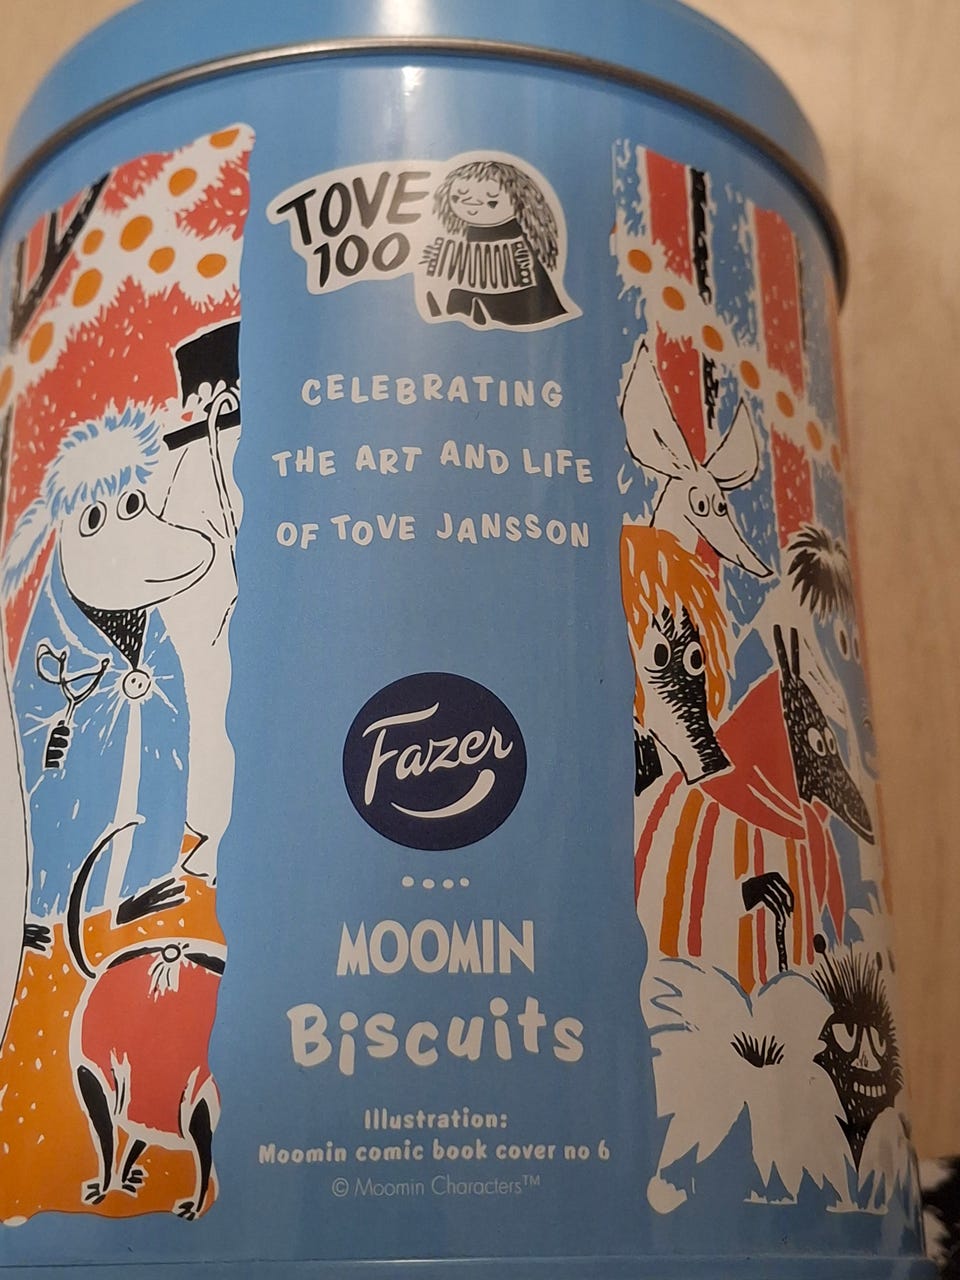 TOVE
100
CELEBRATING
THE ART AND LIFE
OF TOVE JANSSON
Fazer
MOOMIN
Biscuits
Illustration:
Moomin comic book cover no 6
© Moomin Characters™